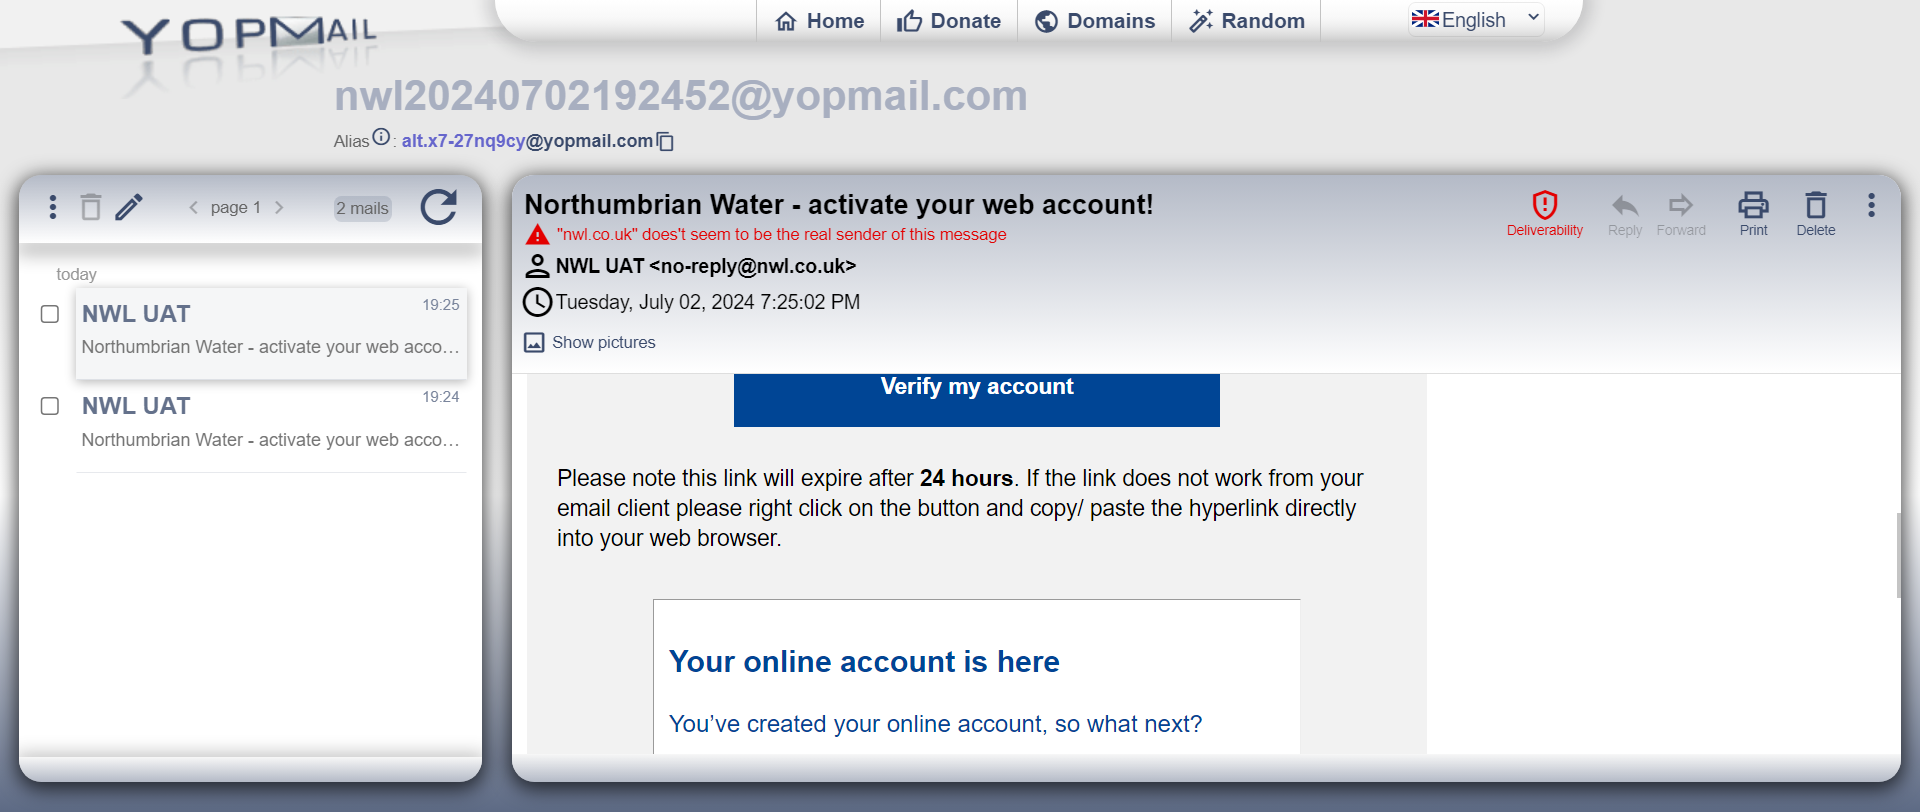 YOPMAIL
Home
Donate
Domains
Random
English
nwl20240702192452@yopmail.com
Alias : alt.x7-27nq9cy@yopmail.com
page 1
2 mails
today
NWL UAT
19:25
Northumbrian Water - activate your web acco…
NWL UAT
19:24
Northumbrian Water - activate your web acco…
Northumbrian Water - activate your web account!
"nwl.co.uk" does't seem to be the real sender of this message
NWL UAT <no-reply@nwl.co.uk>
Tuesday, July 02, 2024 7:25:02 PM
Show pictures
Deliverability
Reply
Forward
Print
Delete
Verify my account
Please note this link will expire after 24 hours. If the link does not work from your
email client please right click on the button and copy/ paste the hyperlink directly
into your web browser.
Your online account is here
You’ve created your online account, so what next?